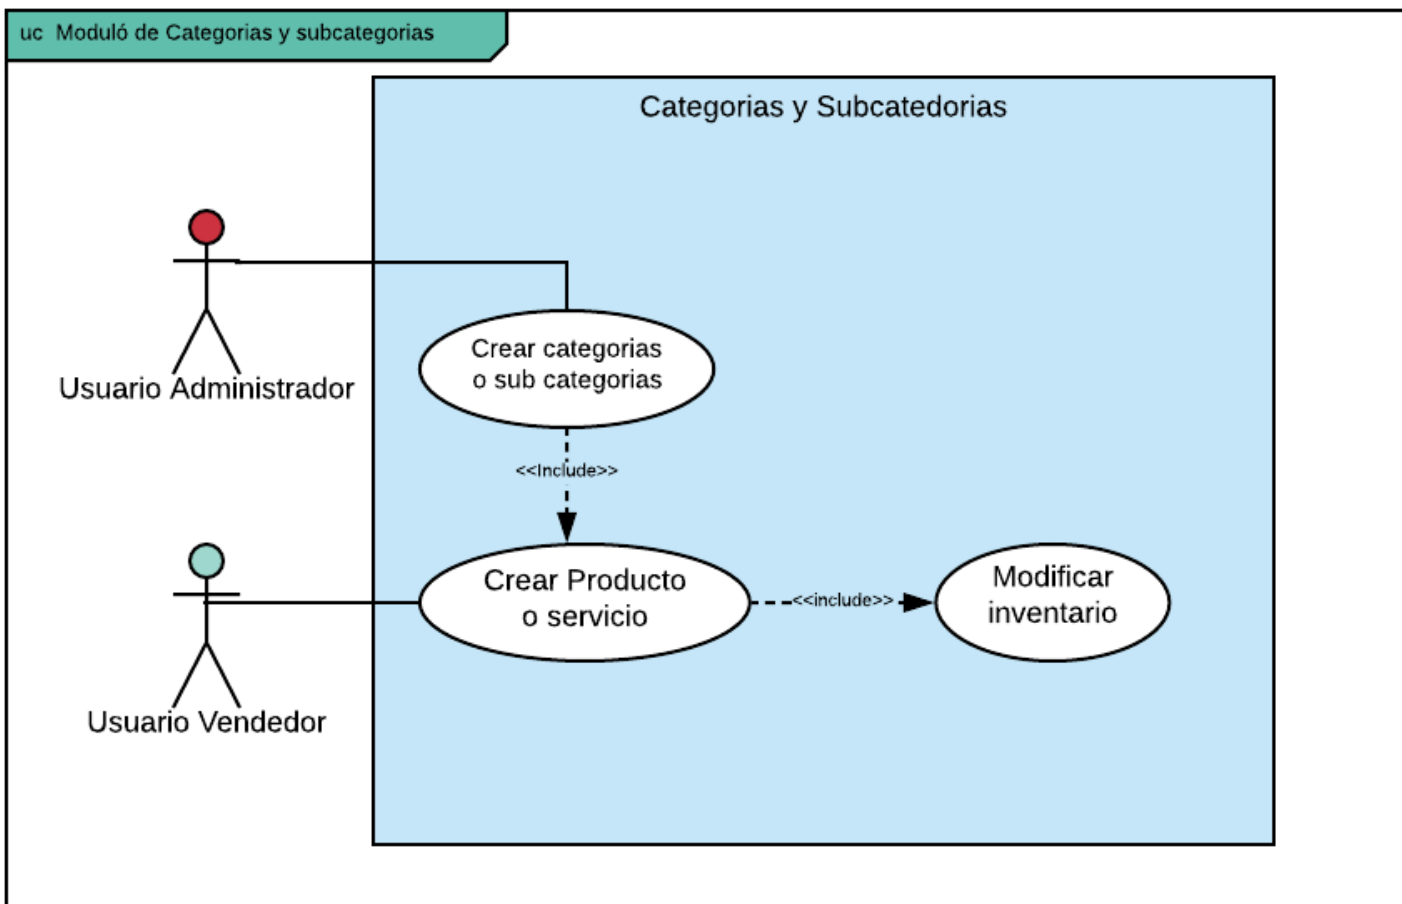 uc  Moduló de Categorias y subcategorias
Categorias y Subcatedorias
Crear categorias
o sub categorias
Usuario Administrador
<<Include>>
Crear Producto
o servicio
<<include>>
Modificar
inventario
Usuario Vendedor